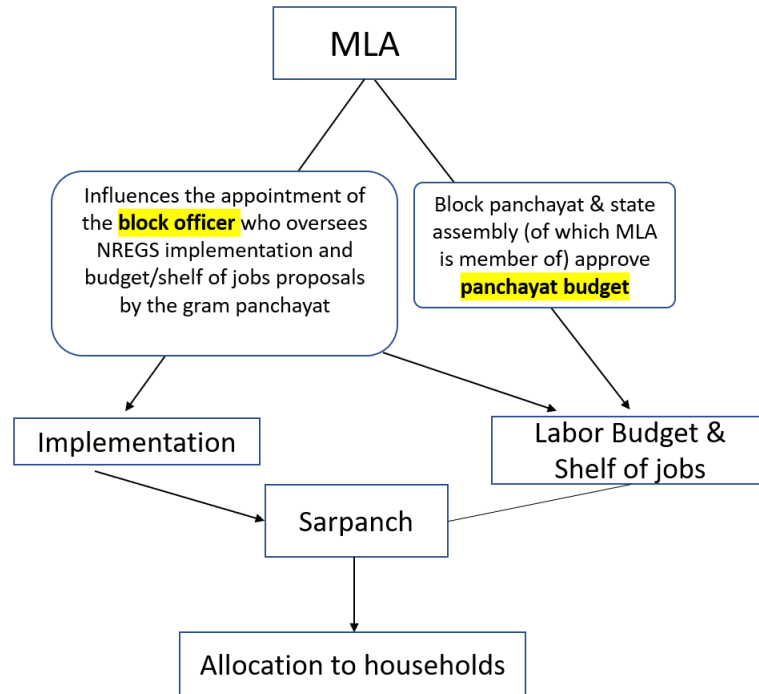 MLA
Influences the appointment of
the block officer who oversees
NREGS implementation and
budget/shelf of jobs proposals
by the gram panchayat
Block panchayat & state
assembly (of which MLA
is member of) approve
panchayat budget
Implementation
Labor Budget &
Shelf of jobs
Sarpanch
Allocation to households